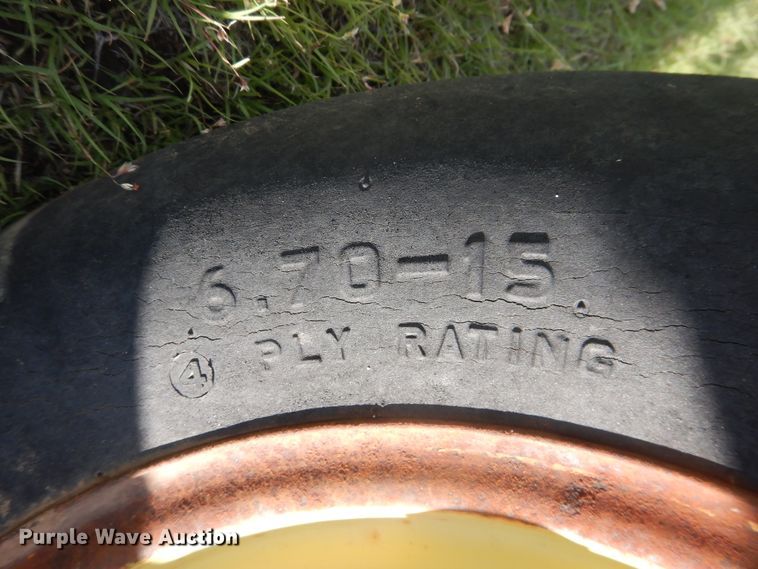 6.70-15.
④ PLY RATING
Purple Wave Auction®